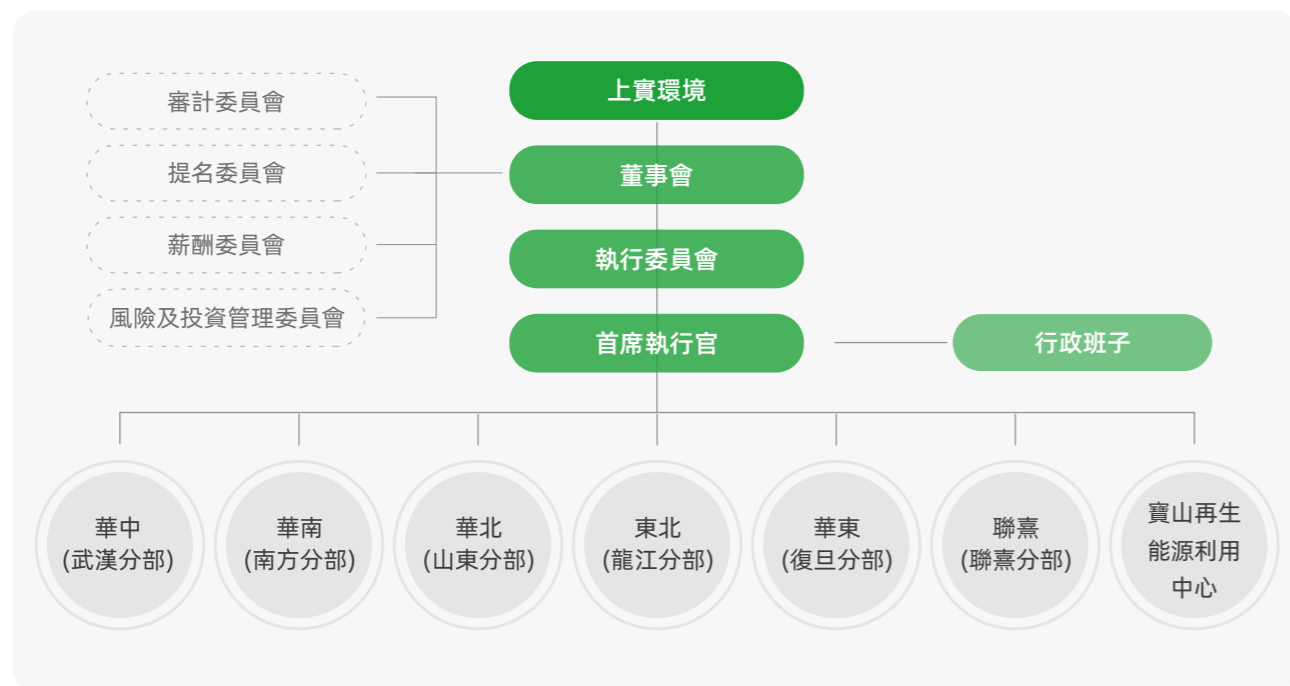 上實環境
審計委員會
提名委員會
薪酬委員會
風險及投資管理委員會
董事會
執行委員會
首席執行官
行政班子
華中
(武漢分部)
華南
(南方分部)
華北
(山東分部)
東北
(龍江分部)
華東
(復旦分部)
聯熹
(聯熹分部)
寶山再生
能源利用
中心